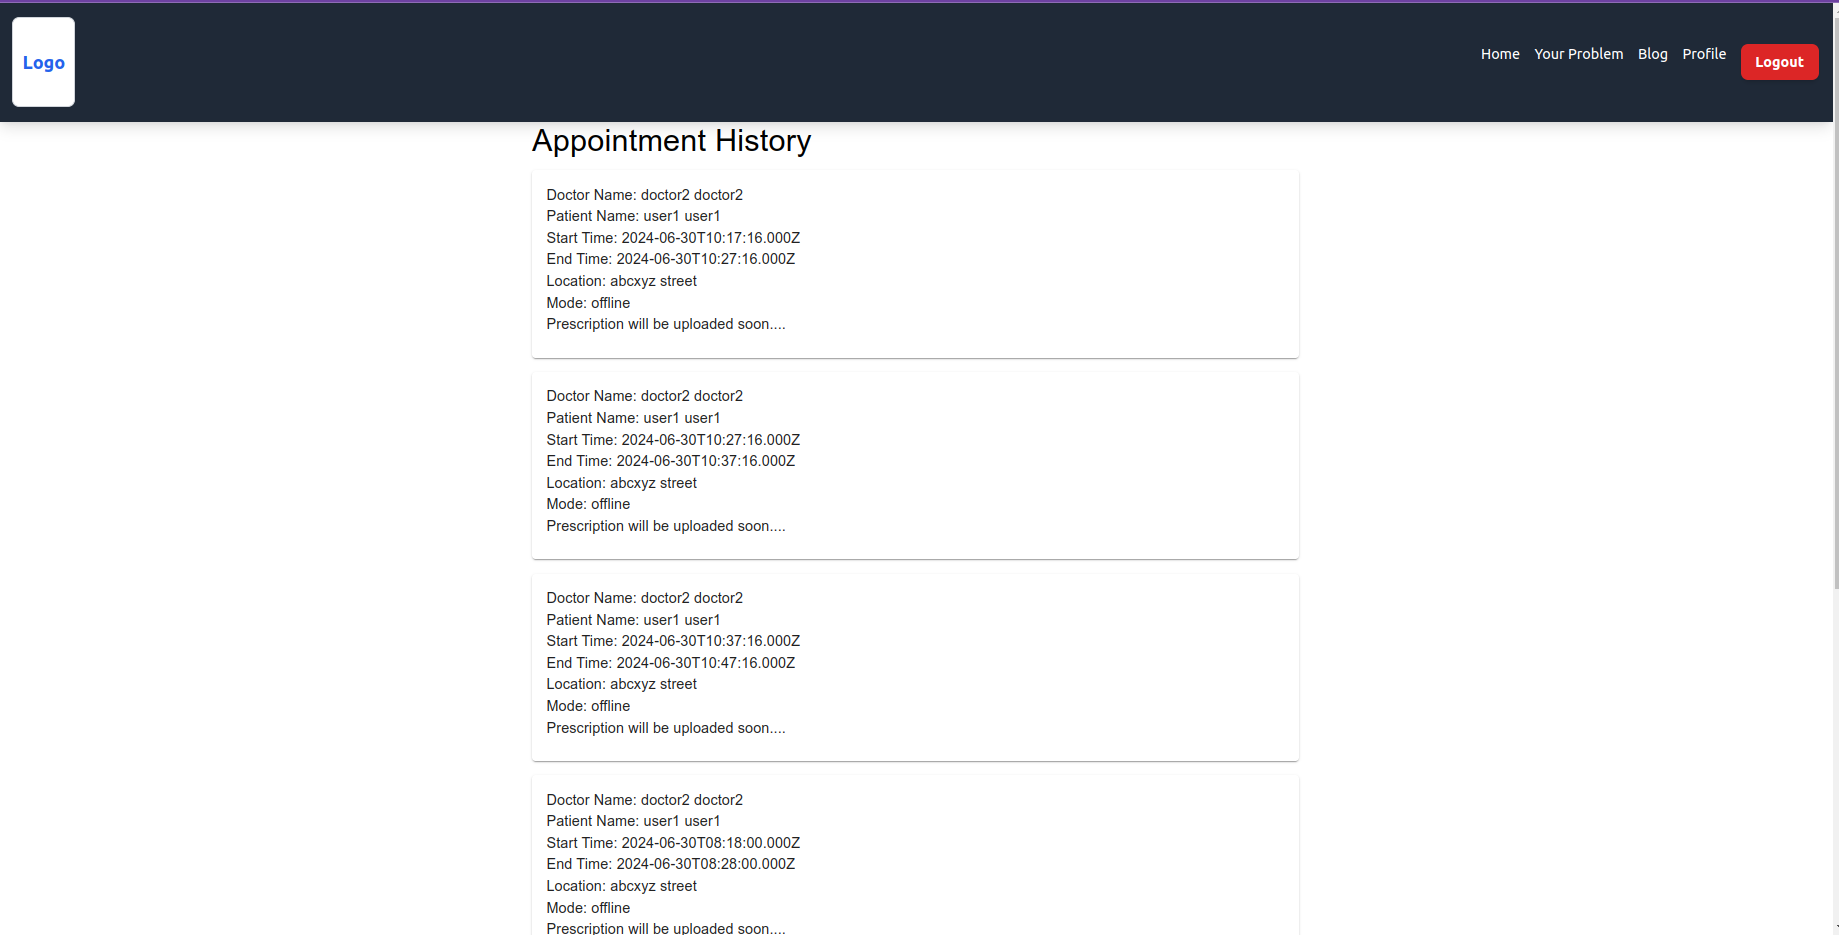 Logo
Home Your Problem Blog Profile Logout
Appointment History
Doctor Name: doctor2 doctor2
Patient Name: user1 user1
Start Time: 2024-06-30T10:17:16.000Z
End Time: 2024-06-30T10:27:16.000Z
Location: abcxyz street
Mode: offline
Prescription will be uploaded soon....
Doctor Name: doctor2 doctor2
Patient Name: user1 user1
Start Time: 2024-06-30T10:27:16.000Z
End Time: 2024-06-30T10:37:16.000Z
Location: abcxyz street
Mode: offline
Prescription will be uploaded soon....
Doctor Name: doctor2 doctor2
Patient Name: user1 user1
Start Time: 2024-06-30T10:37:16.000Z
End Time: 2024-06-30T10:47:16.000Z
Location: abcxyz street
Mode: offline
Prescription will be uploaded soon....
Doctor Name: doctor2 doctor2
Patient Name: user1 user1
Start Time: 2024-06-30T08:18:00.000Z
End Time: 2024-06-30T08:28:00.000Z
Location: abcxyz street
Mode: offline
Prescription will be uploaded soon....